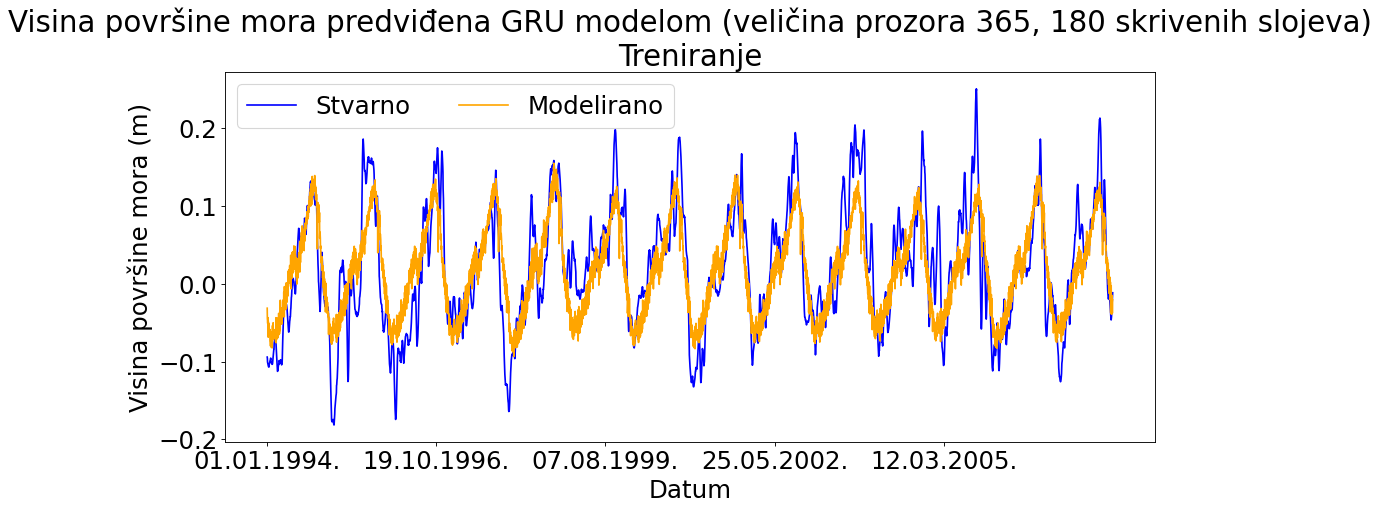 Visina površine mora predviđena GRU modelom (veličina prozora 365, 180 skrivenih slojeva)
Treniranje
Stvarno
Modelirano
Visina površine mora (m)
0.2
0.1
0.0
−0.1
−0.2
01.01.1994.
19.10.1996.
07.08.1999.
25.05.2002.
12.03.2005.
Datum